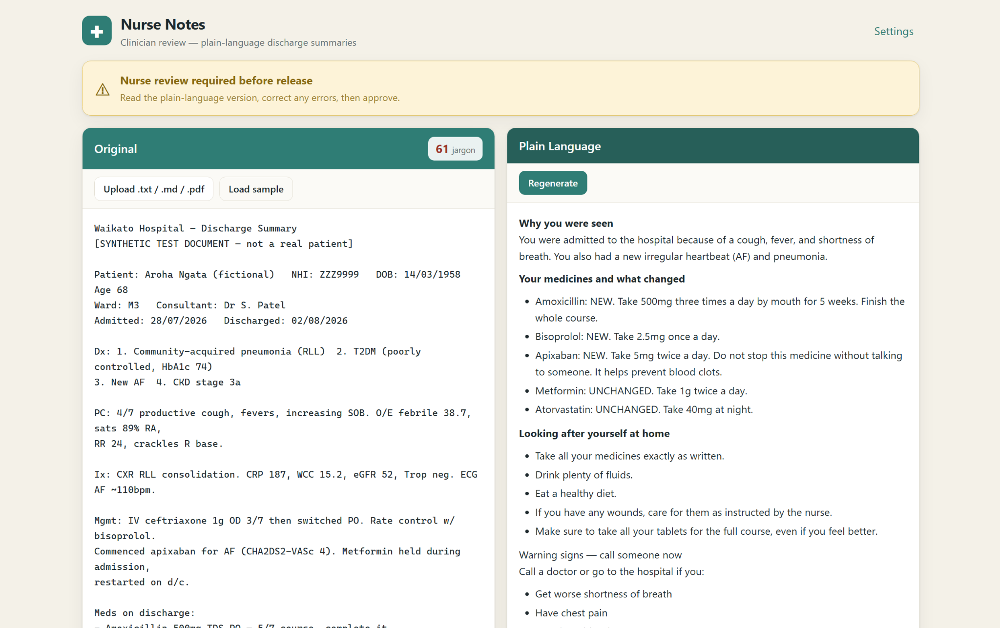 Nurse Notes
Clinician review — plain-language discharge summaries
Settings
Nurse review required before release
Read the plain-language version, correct any errors, then approve.
Original
61 jargon
Upload .txt / .md / .pdf
Load sample
Waikato Hospital — Discharge Summary
[SYNTHETIC TEST DOCUMENT — not a real patient]
Patient: Aroha Ngata (fictional)   NHI: ZZZ9999   DOB: 14/03/1958
Age 68
Ward: M3   Consultant: Dr S. Patel
Admitted: 28/07/2026   Discharged: 02/08/2026
Dx: 1. Community-acquired pneumonia (RLL)  2. T2DM (poorly
controlled, HbA1c 74)
3. New AF  4. CKD stage 3a
PC: 4/7 productive cough, fevers, increasing SOB. O/E febrile 38.7,
sats 89% RA,
RR 24, crackles R base.
Ix: CXR RLL consolidation. CRP 187, WCC 15.2, eGFR 52, Trop neg. ECG
AF ~110bpm.
Mgmt: IV ceftriaxone 1g OD 3/7 then switched PO. Rate control w/
bisoprolol.
Commenced apixaban for AF (CHA2DS2-VASc 4). Metformin held during
admission,
restarted on d/c.
Meds on discharge:
- Amoxicillin 500mg TDS PO — 5/7 course, complete it
Plain Language
Regenerate
Why you were seen
You were admitted to the hospital because of a cough, fever, and shortness of
breath. You also had a new irregular heartbeat (AF) and pneumonia.
Your medicines and what changed
• Amoxicillin: NEW. Take 500mg three times a day by mouth for 5 weeks. Finish the
whole course.
• Bisoprolol: NEW. Take 2.5mg once a day.
• Apixaban: NEW. Take 5mg twice a day. Do not stop this medicine without talking
to someone. It helps prevent blood clots.
• Metformin: UNCHANGED. Take 1g twice a day.
• Atorvastatin: UNCHANGED. Take 40mg at night.
Looking after yourself at home
• Take all your medicines exactly as written.
• Drink plenty of fluids.
• Eat a healthy diet.
• If you have any wounds, care for them as instructed by the nurse.
• Make sure to take all your tablets for the full course, even if you feel better.
Warning signs — call someone now
Call a doctor or go to the hospital if you:
• Get worse shortness of breath
• Have chest pain